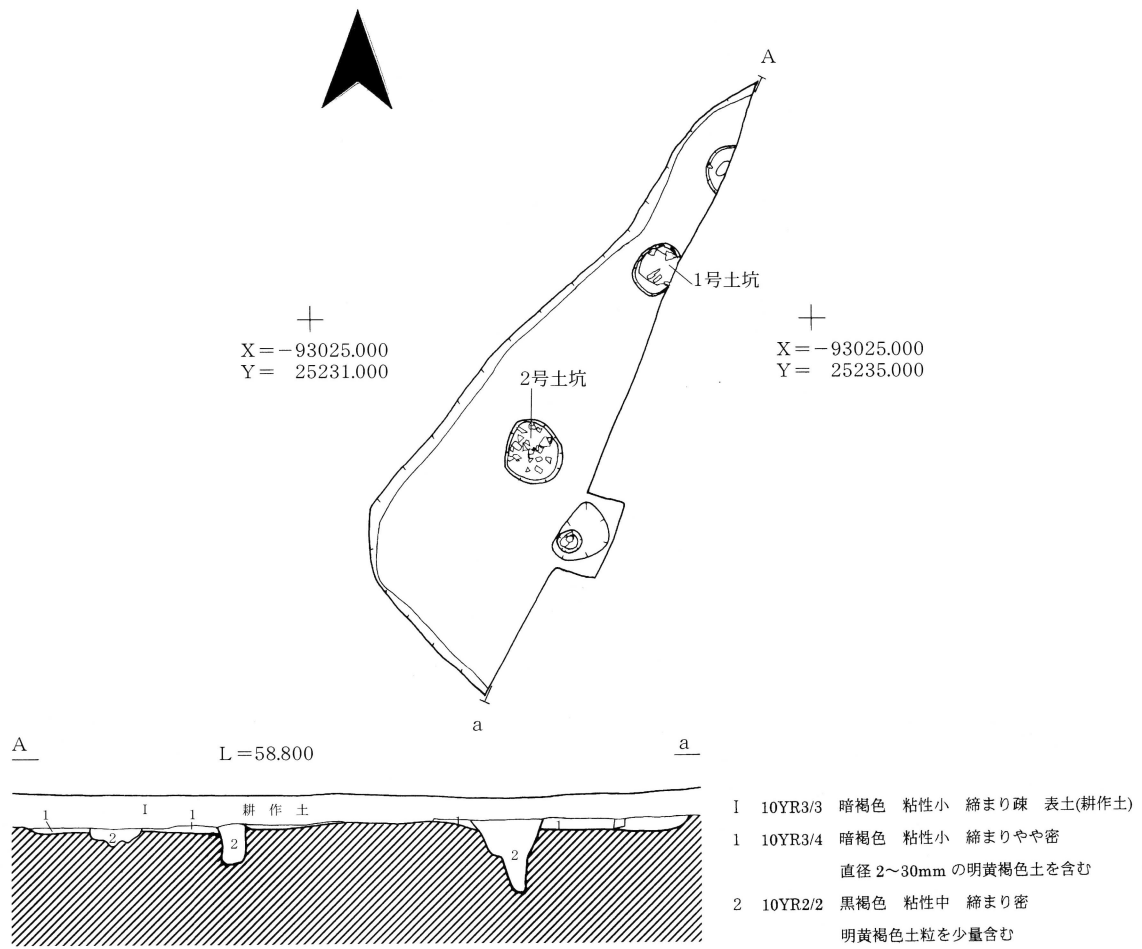 A
1号土坑
X=-93025.000
Y= 25231.000
X=-93025.000
Y= 25235.000
2号土坑
a
A
L=58.800
a
1
I
1
耕 作 土
2
2
2
1
I 10YR3/3 暗褐色 粘性小 締まり疎 表土(耕作土)
1 10YR3/4 暗褐色 粘性小 締まりやや密
直径2～30mmの明黄褐色土を含む
2 10YR2/2 黒褐色 粘性中 締まり密
明黄褐色土粒を少量含む